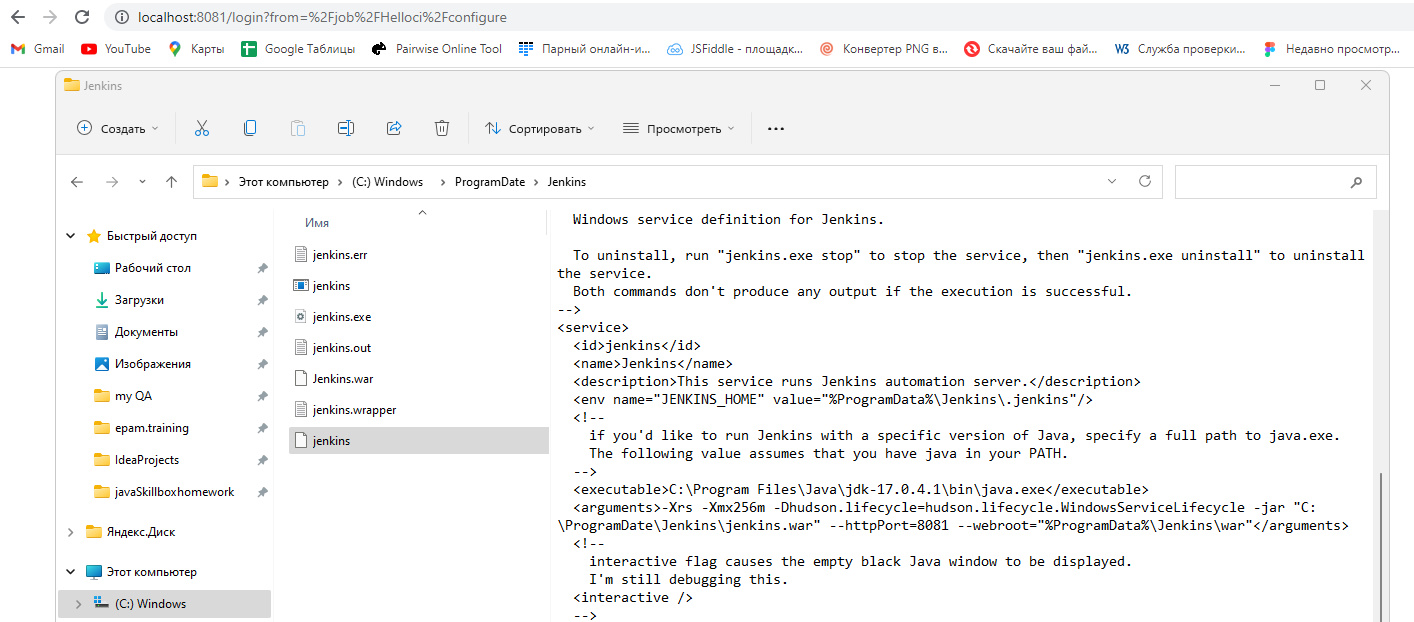 localhost:8081/login?from=%2Fjob%2FHelloci%2Fconfigure
Gmail YouTube Карты Google Таблицы Pairwise Online Tool Парный онлайн-и... JSFiddle - площадк... Конвертер PNG в... Скачайте ваш фай... W3 Служба проверки... Недавно просмотр...
Jenkins
Создать Сортировать Просмотреть
Этот компьютер (C:) Windows ProgramDate Jenkins
Быстрый доступ
Рабочий стол
Загрузки
Документы
Изображения
my QA
epam.training
IdeaProjects
javaSkillboxhomework
Яндекс.Диск
Этот компьютер
(C:) Windows
Имя
jenkins.err
jenkins
jenkins.exe
jenkins.out
Jenkins.war
jenkins.wrapper
jenkins
Windows service definition for Jenkins.
To uninstall, run "jenkins.exe stop" to stop the service, then "jenkins.exe uninstall" to uninstall
the service.
Both commands don't produce any output if the execution is successful.
-->
<service>
<id>jenkins</id>
<name>Jenkins</name>
<description>This service runs Jenkins automation server.</description>
<env name="JENKINS_HOME" value="%ProgramData%\Jenkins\.jenkins"/>
<!--
if you'd like to run Jenkins with a specific version of Java, specify a full path to java.exe.
The following value assumes that you have java in your PATH.
-->
<executable>C:\Program Files\Java\jdk-17.0.4.1\bin\java.exe</executable>
<arguments>-Xrs -Xmx256m -Dhudson.lifecycle=hudson.lifecycle.WindowsServiceLifecycle -jar "C:
\ProgramDate\Jenkins\jenkins.war" --httpPort=8081 --webroot="%ProgramData%\Jenkins\war"</arguments>
<!--
interactive flag causes the empty black Java window to be displayed.
I'm still debugging this.
<interactive />
-->